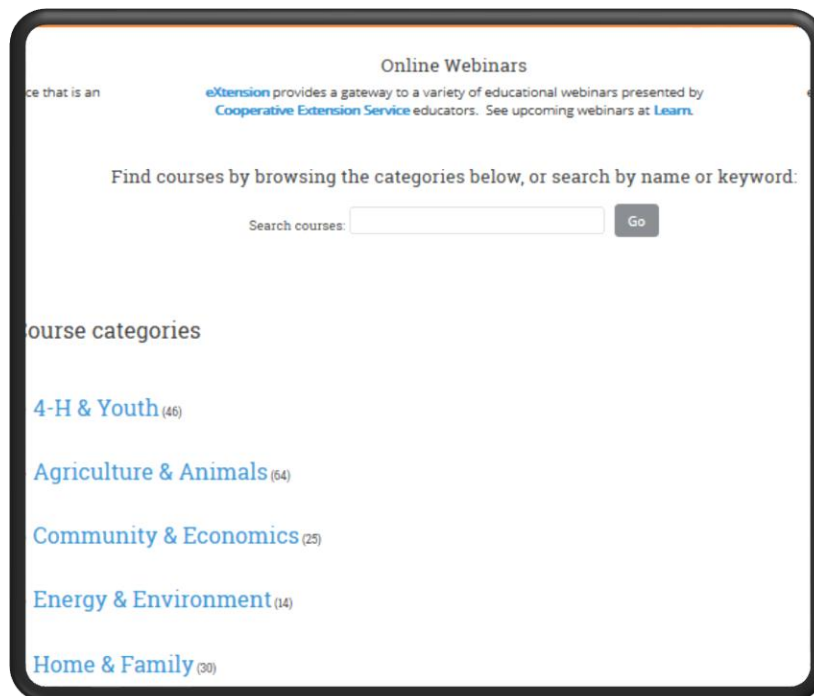 Online Webinars
ce that is an
eXtension provides a gateway to a variety of educational webinars presented by
Cooperative Extension Service educators. See upcoming webinars at Learn.
Find courses by browsing the categories below, or search by name or keyword:
Search courses:
Go
ourse categories
4-H & Youth (46)
Agriculture & Animals (64)
Community & Economics (25)
Energy & Environment (14)
Home & Family (30)